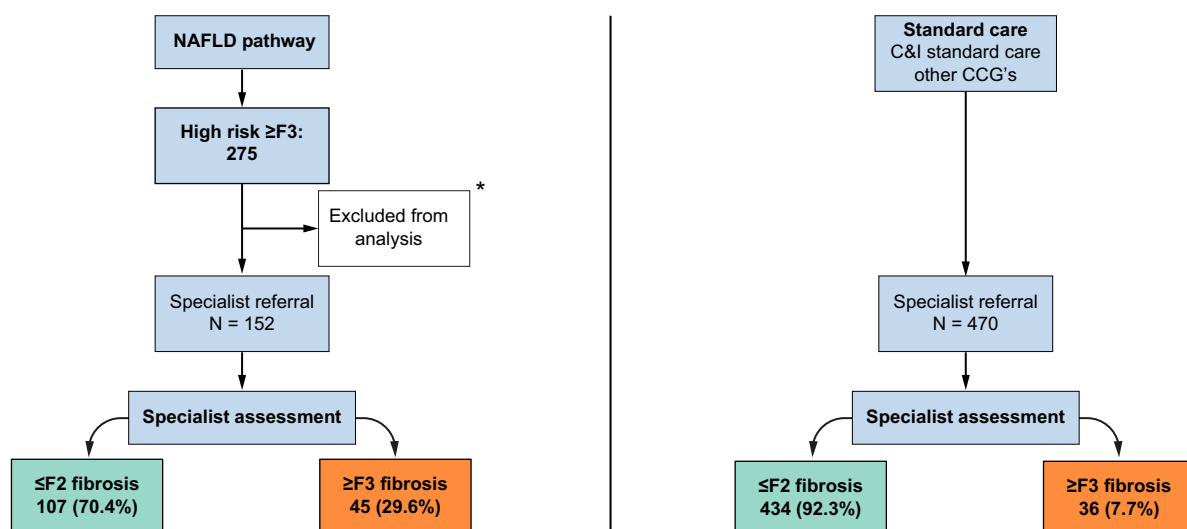 NAFLD pathway
High risk ≥F3:
275
*
Excluded from
analysis
Specialist referral
N = 152
Specialist assessment
≤F2 fibrosis
107 (70.4%)
≥F3 fibrosis
45 (29.6%)
Standard care
C&I standard care
other CCG's
Specialist referral
N = 470
Specialist assessment
≤F2 fibrosis
434 (92.3%)
≥F3 fibrosis
36 (7.7%)